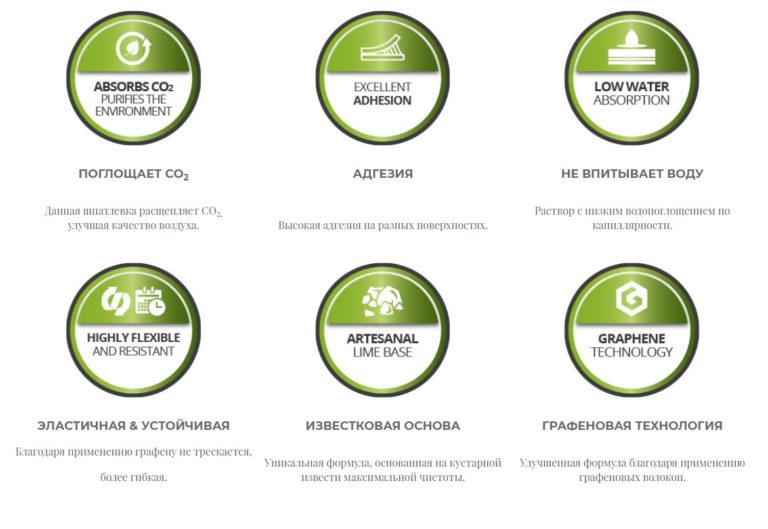 ABSORBS CO₂
PURIFIES THE
ENVIRONMENT
ПОГЛОЩАЕТ CO₂
Данная шпатлевка расщепляет CO₂,
улучшая качество воздуха.
EXCELLENT
ADHESION
АДГЕЗИЯ
Высокая адгезия на разных поверхностях.
LOW WATER
ABSORPTION
НЕ ВПИТЫВАЕТ ВОДУ
Раствор с низким водопоглощением по
капиллярности.
HIGHLY FLEXIBLE
AND RESISTANT
ЭЛАСТИЧНАЯ & УСТОЙЧИВАЯ
Благодаря применению графену не трескается,
более гибкая.
ARTESANAL
LIME BASE
ИЗВЕСТКОВАЯ ОСНОВА
Уникальная формула, основанная на кустарной
извести максимальной чистоты.
GRAPHENE
TECHNOLOGY
ГРАФЕНОВАЯ ТЕХНОЛОГИЯ
Улучшенная формула благодаря применению
графеновых волокон.